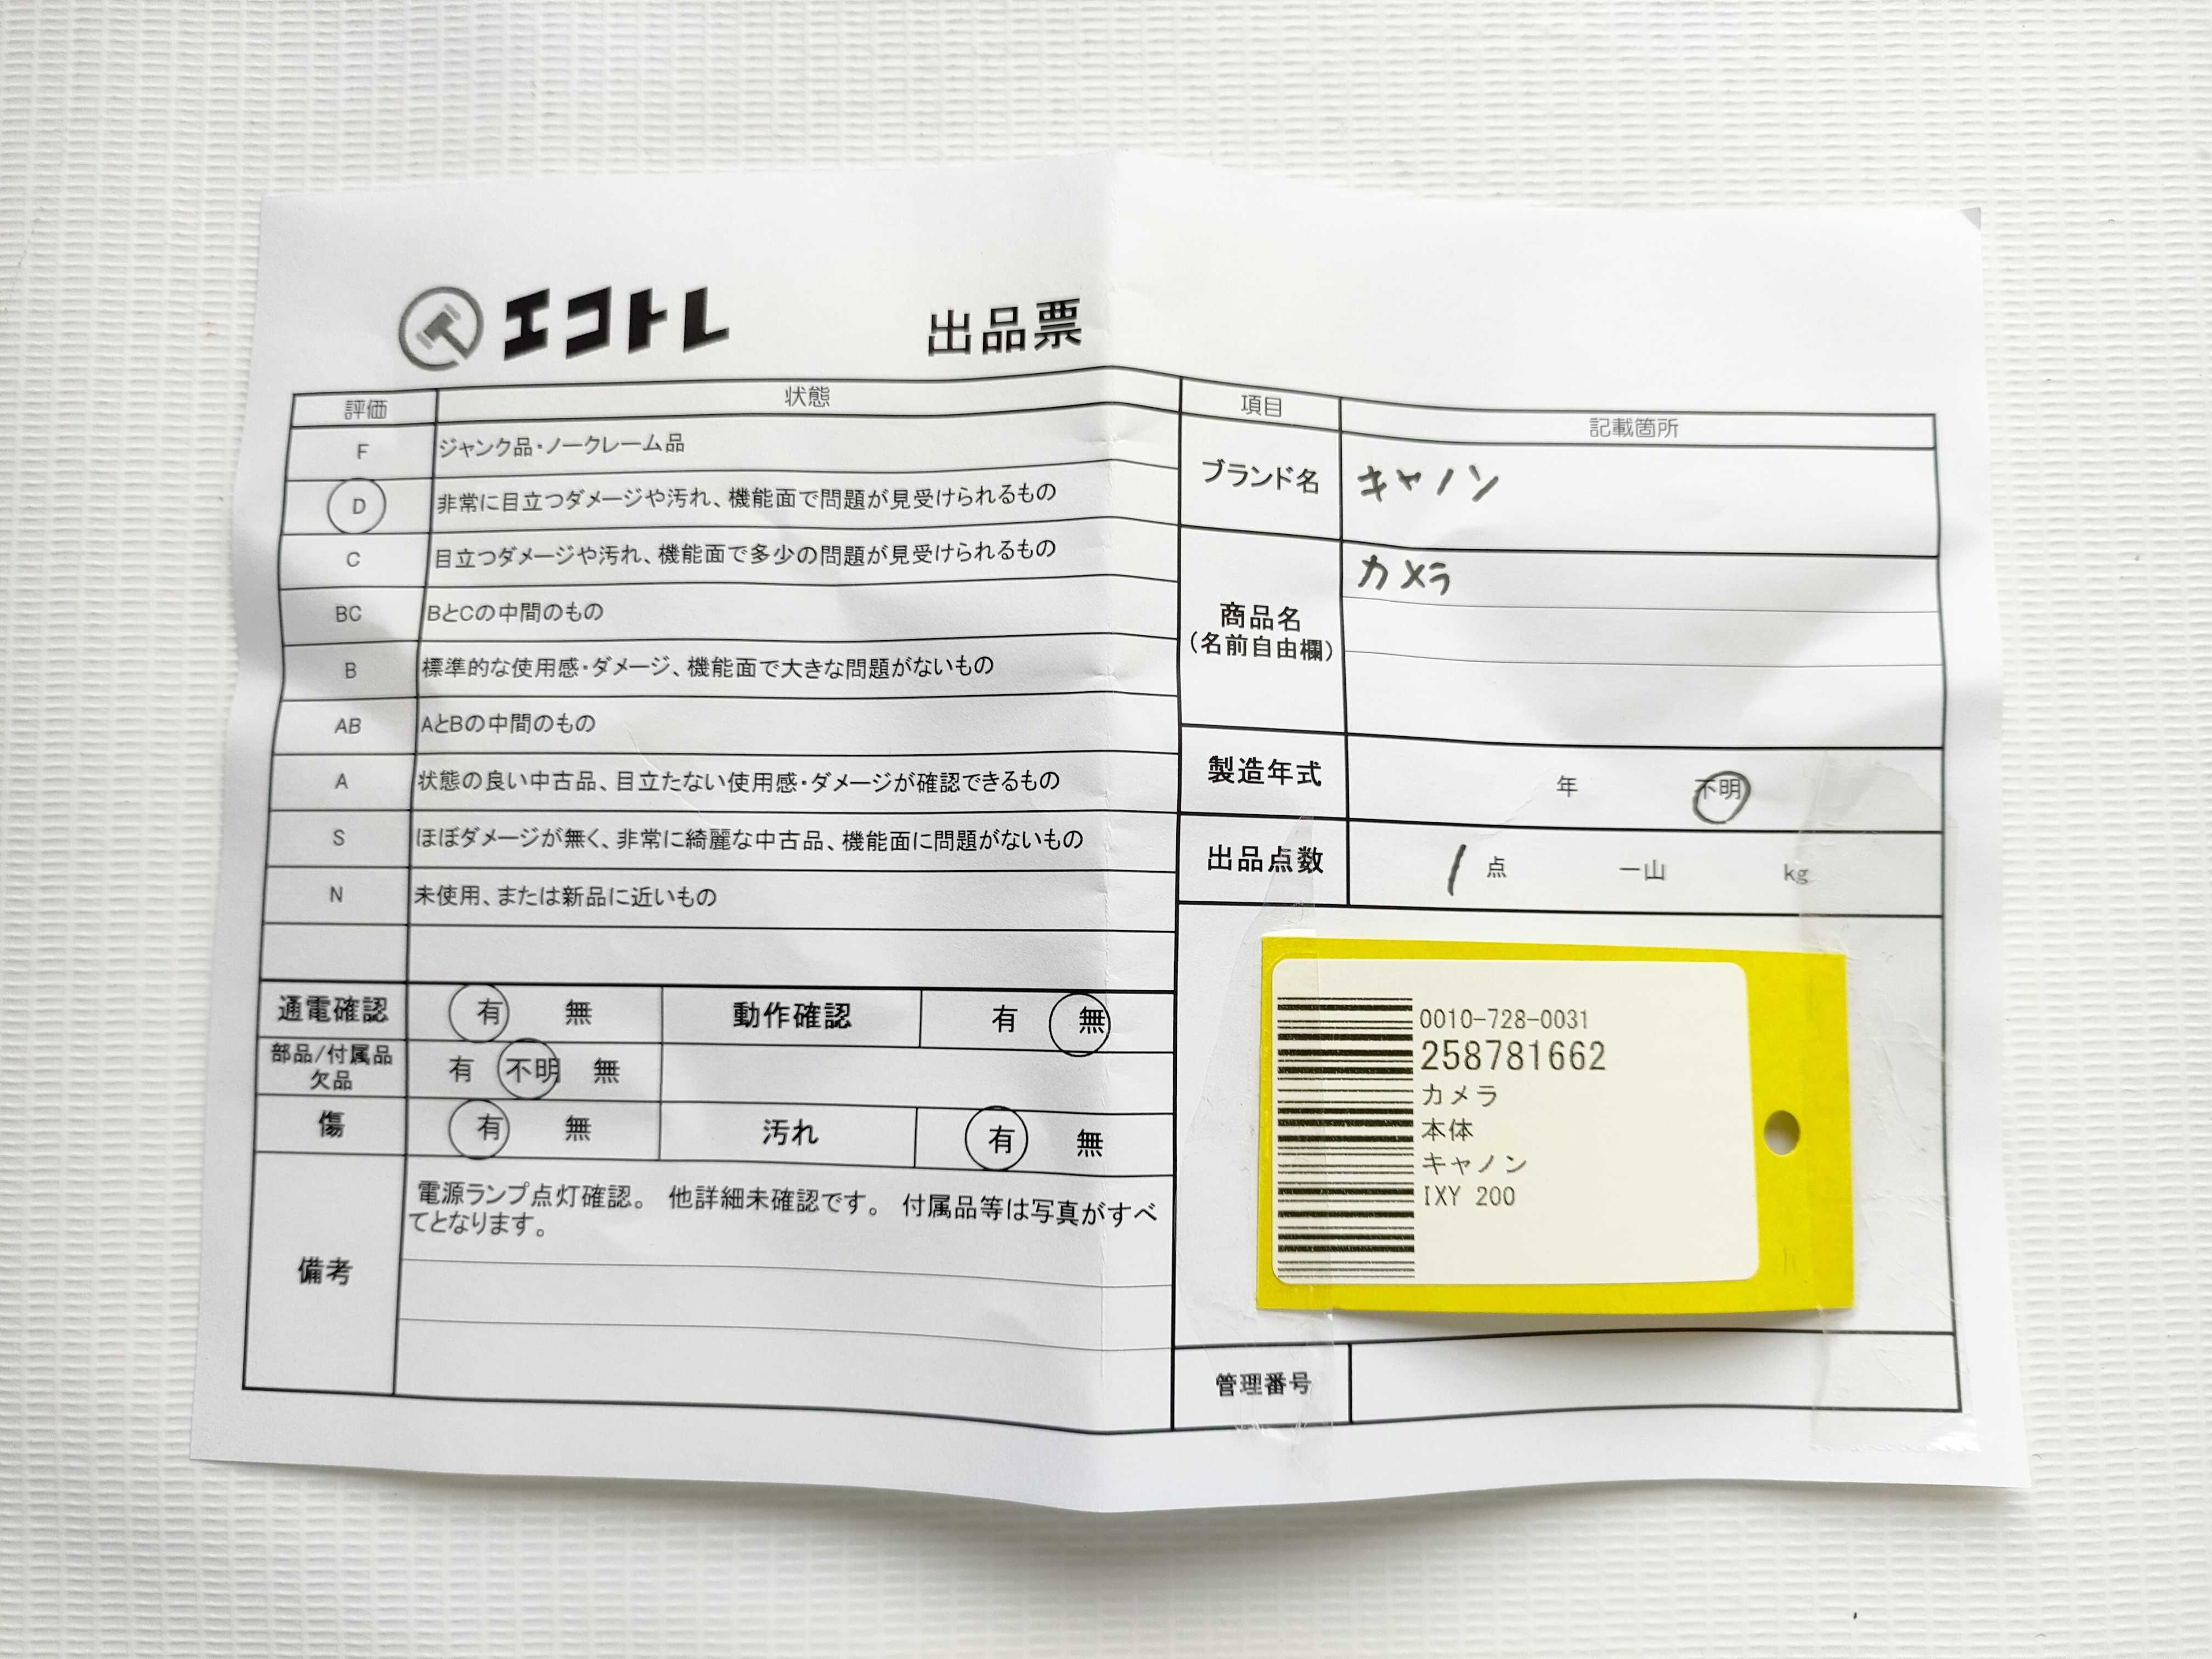 エコトレ 出品票
評価 状態
F ジャンク品・ノークレーム品
D 非常に目立つダメージや汚れ、機能面で問題が見受けられるもの
C 目立つダメージや汚れ、機能面で多少の問題が見受けられるもの
BC BとCの中間のもの
B 標準的な使用感・ダメージ、機能面で大きな問題がないもの
AB AとBの中間のもの
A 状態の良い中古品、目立たない使用感・ダメージが確認できるもの
S ほぼダメージが無く、非常に綺麗な中古品、機能面に問題がないもの
N 未使用、または新品に近いもの
通電確認 有 無 動作確認 有 無
部品/付属品
欠品 有 不明 無
傷 有 無 汚れ 有 無
備考 電源ランプ点灯確認。 他詳細未確認です。 付属品等は写真がすべ
てとなります。
項目 記載箇所
ブランド名 キャノン
商品名
(名前自由欄) カメラ
製造年式 年 不明
出品点数 1 点 一山 kg
0010-728-0031
258781662
カメラ
本体
キャノン
IXY 200
管理番号